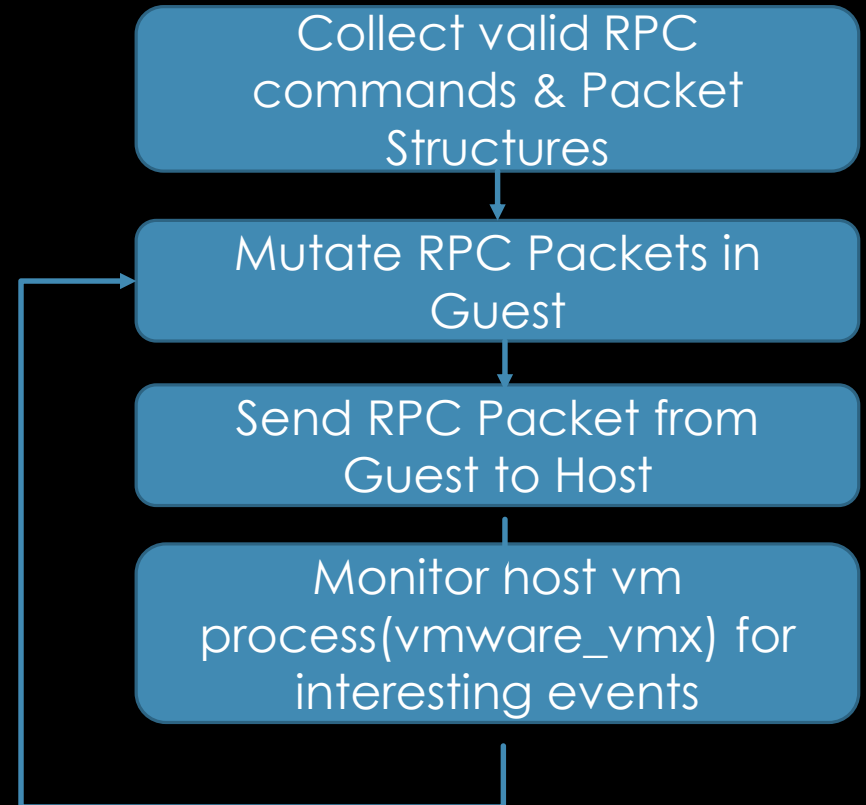 Collect valid RPC
commands & Packet
Structures
Mutate RPC Packets in
Guest
Send RPC Packet from
Guest to Host
Monitor host vm
process(vmware_vmx) for
interesting events